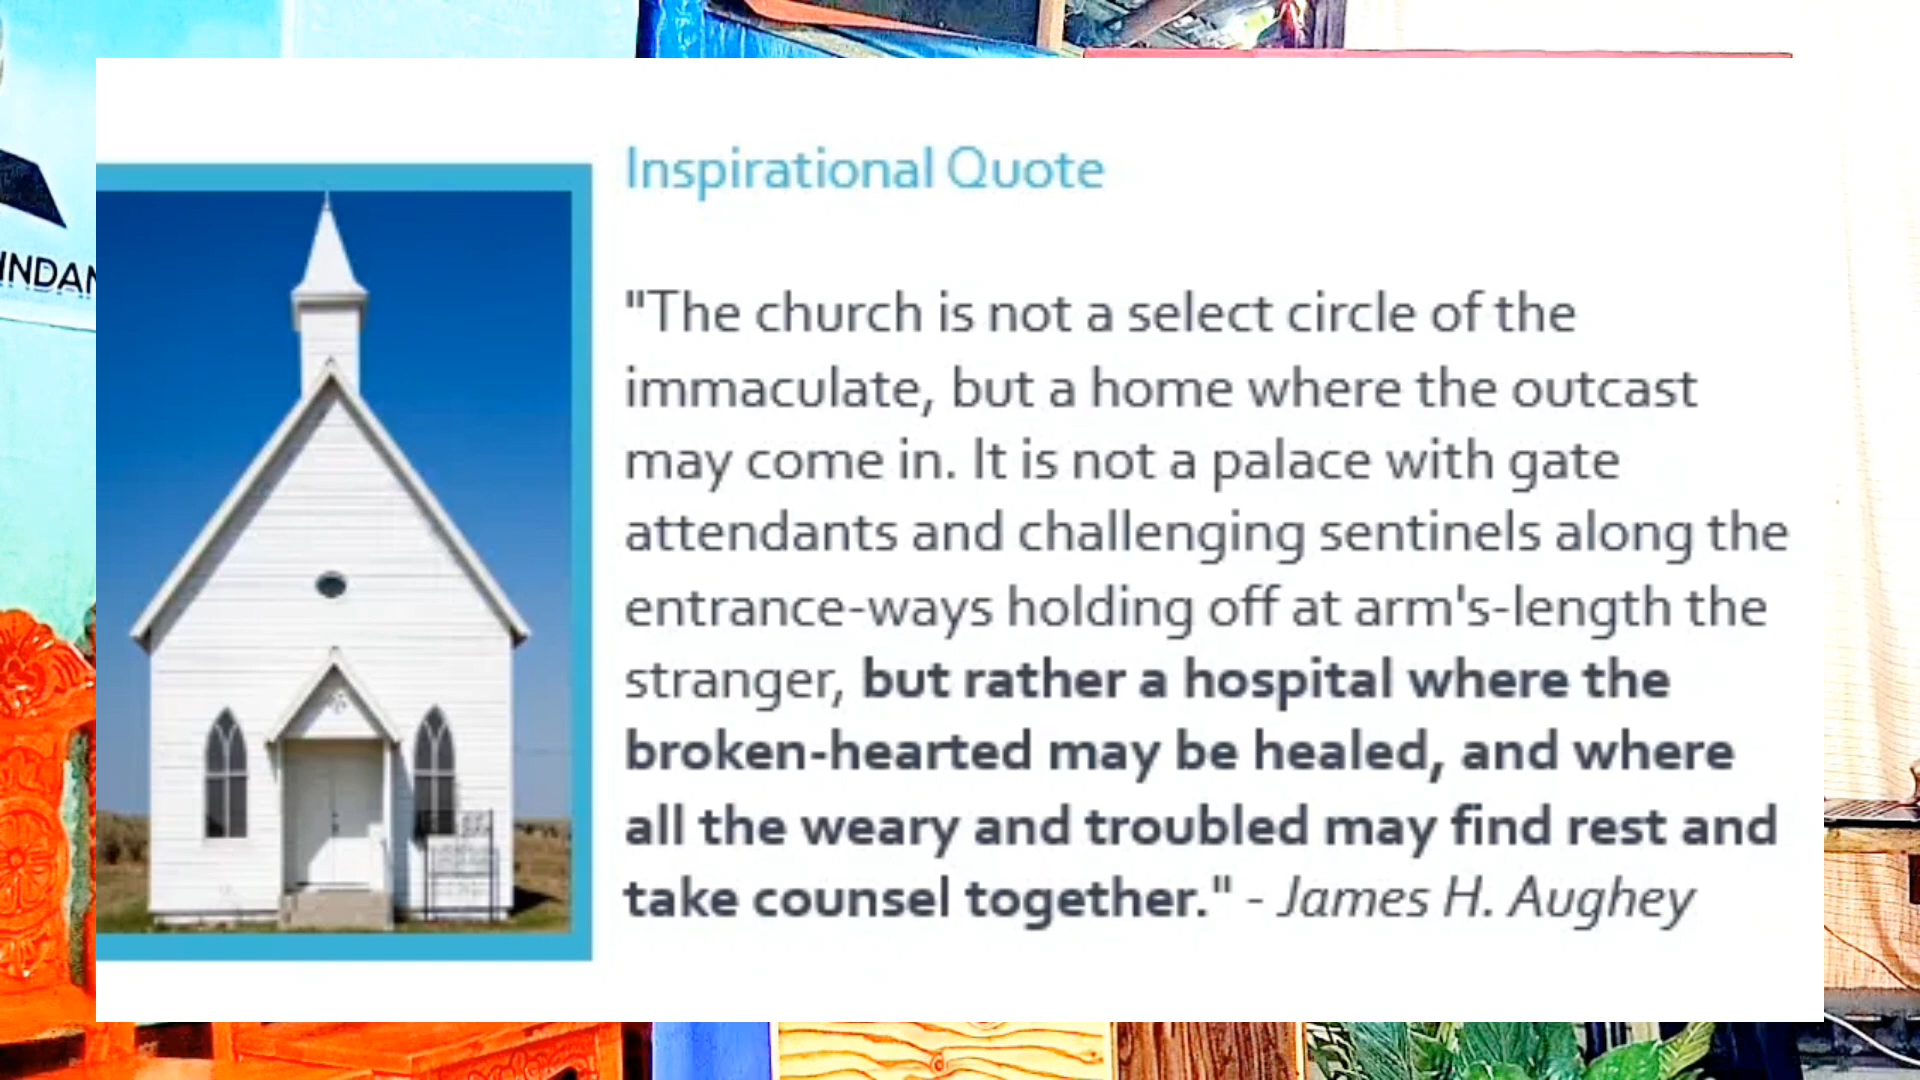 Inspirational Quote
"The church is not a select circle of the
immaculate, but a home where the outcast
may come in. It is not a palace with gate
attendants and challenging sentinels along the
entrance-ways holding off at arm's-length the
stranger, but rather a hospital where the
broken-hearted may be healed, and where
all the weary and troubled may find rest and
take counsel together." - James H. Aughey